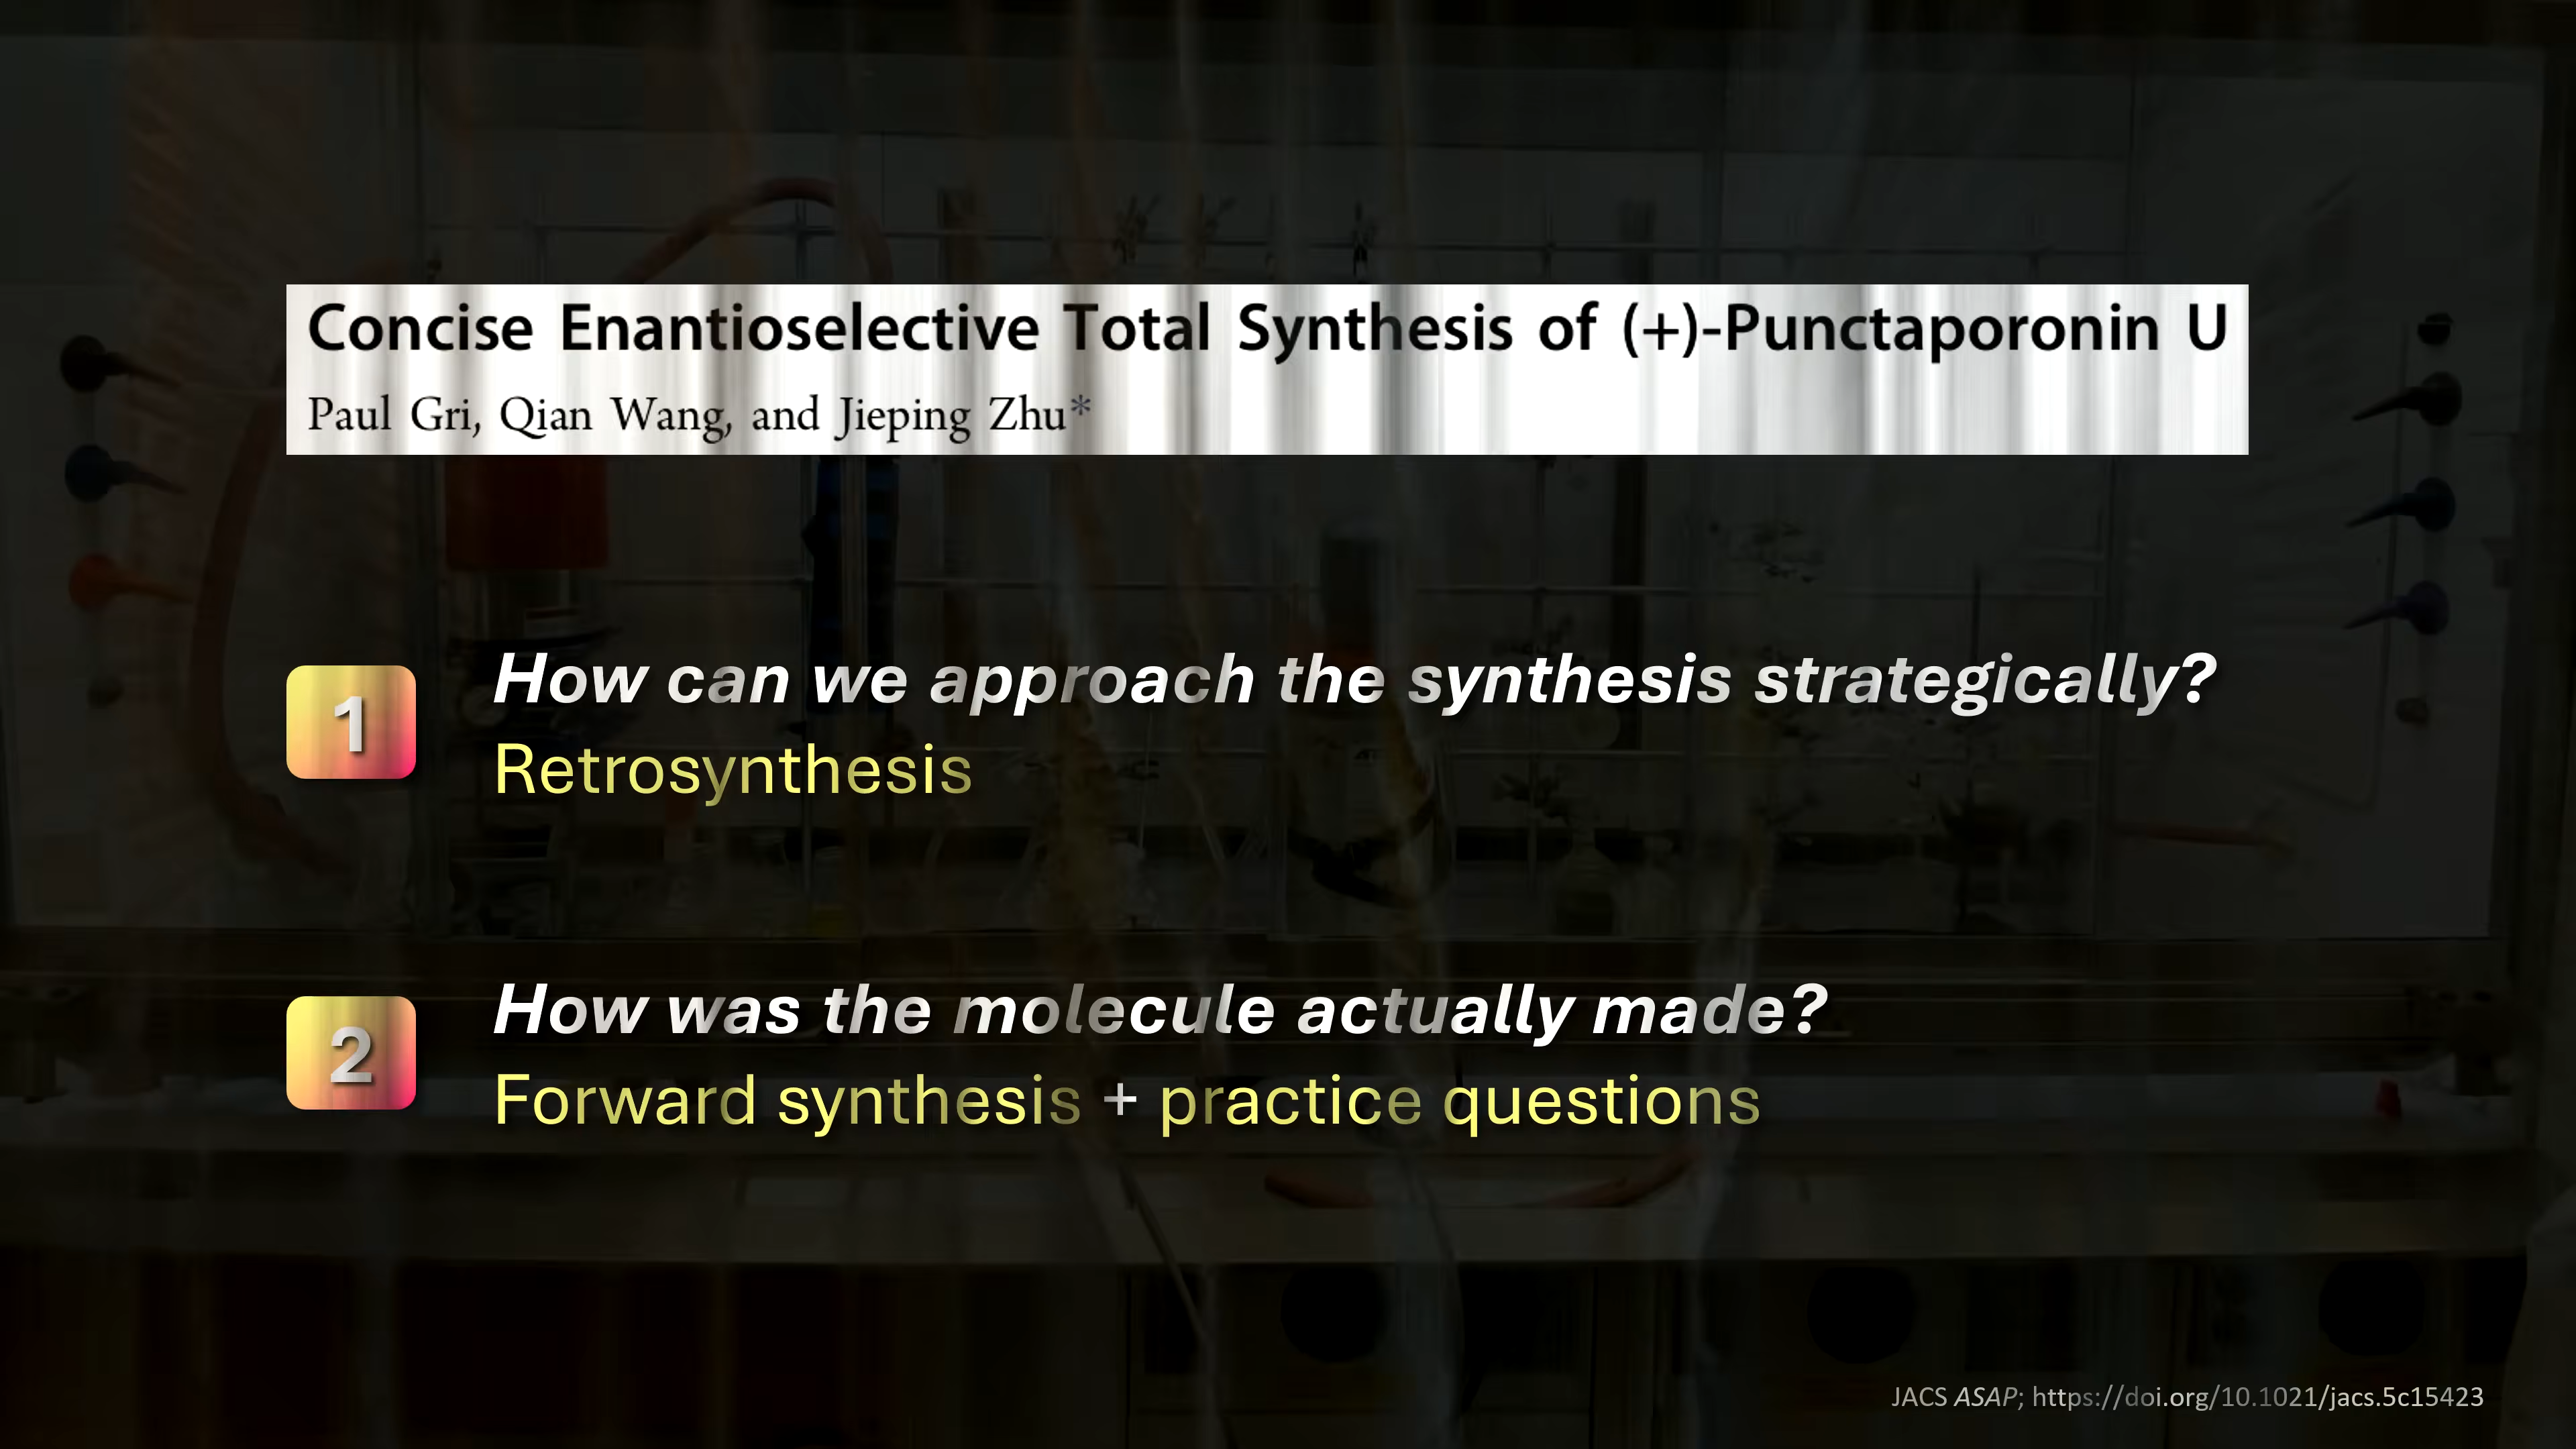 Concise Enantioselective Total Synthesis of (+)-Punctaporonin U
Paul Gri, Qian Wang, and Jieping Zhu*
1
How can we approach the synthesis strategically?
Retrosynthesis
2
How was the molecule actually made?
Forward synthesis + practice questions
JACS ASAP; https://doi.org/10.1021/jacs.5c15423